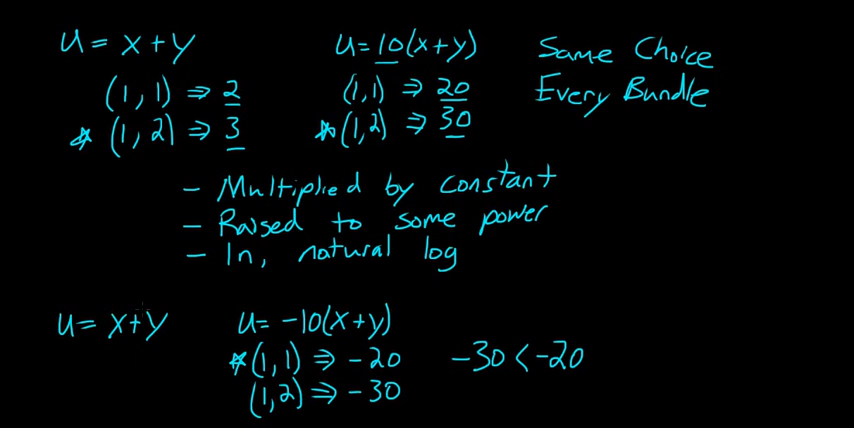 U = x + y
(1, 1) ⇒ 2
* (1, 2) ⇒ 3
U = 10(x+y)
(1,1) ⇒ 20
* (1,2) ⇒ 30
Same Choice
Every Bundle
- Multiplied by constant
- Raised to some power
- ln, natural log
U = x+y
U = -10(x+y)
* (1,1) ⇒ -20
(1,2) ⇒ -30
-30 < -20